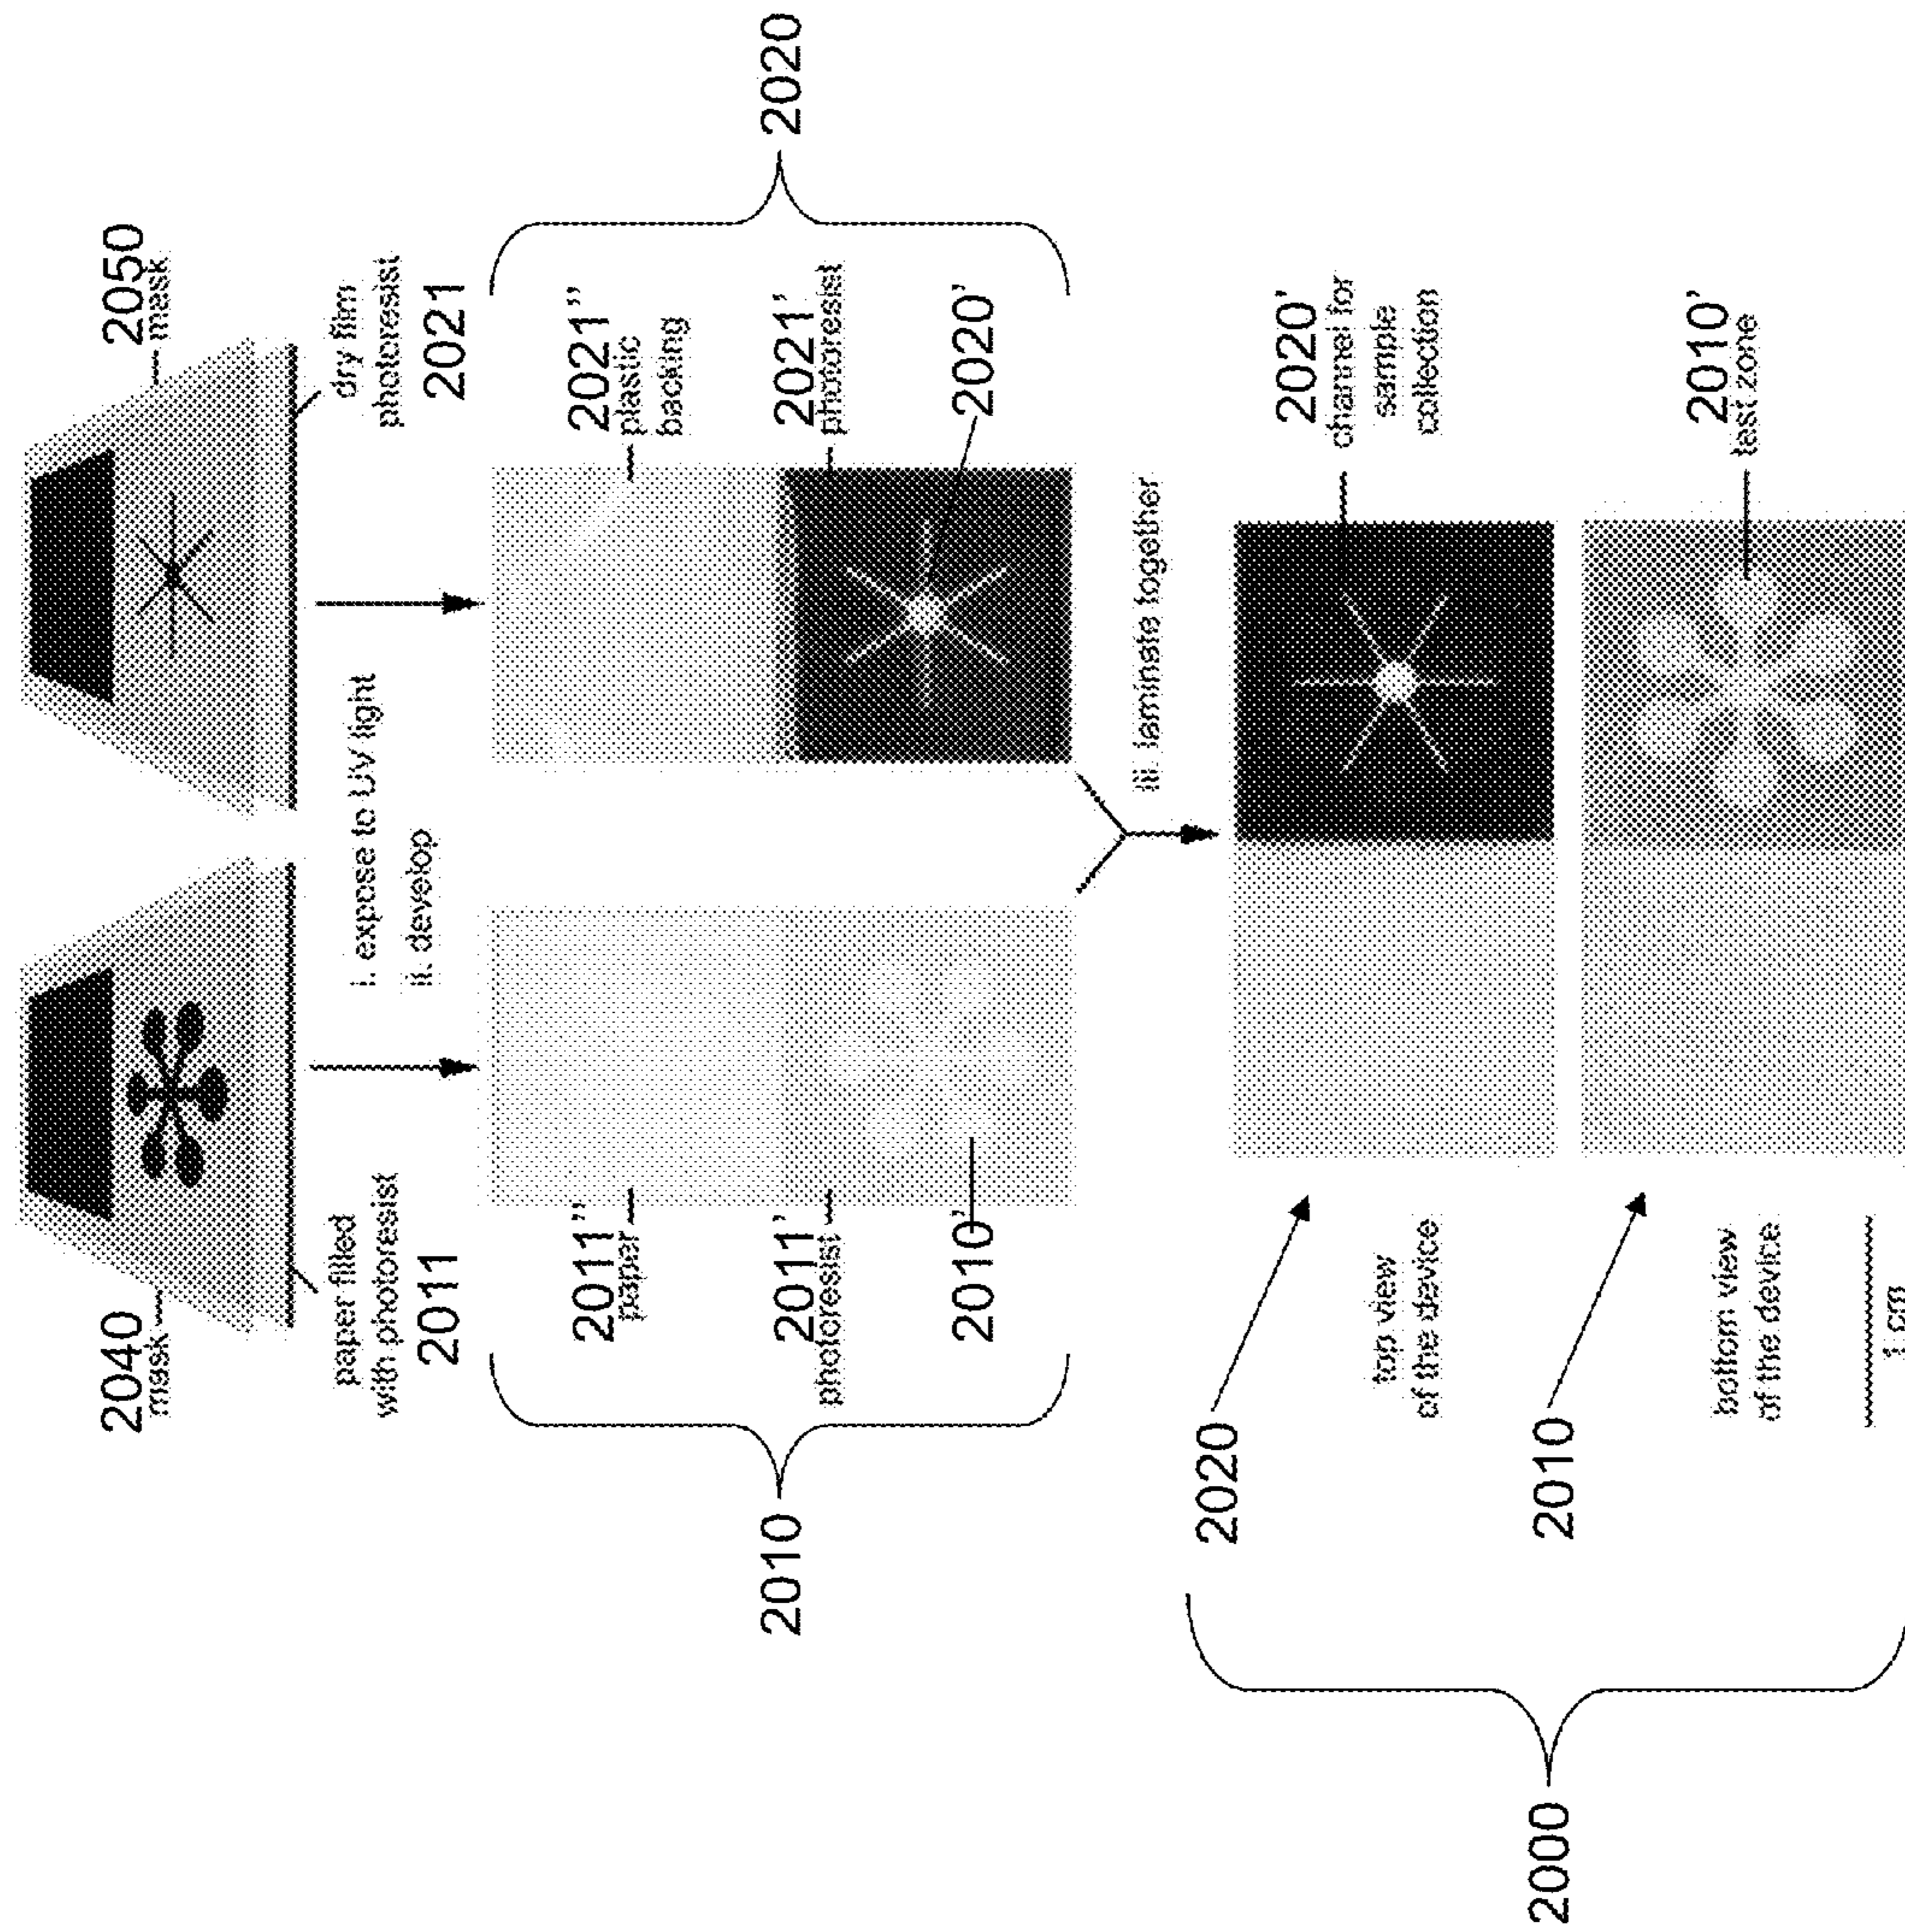 2040
mask
2050
mask
paper filled
with photoresist
2011
dry film
photoresist
2021
i. expose to UV light
ii. develop
2010
2011’’
paper
2011’
photoresist
2010’
2021’’
plastic
backing
2021’
photoresist
2020’
2020
iii. laminate together
2000
2020
top view
of the device
2020’
channel for
sample
collection
2010
bottom view
of the device
2010’
test zone
1 cm